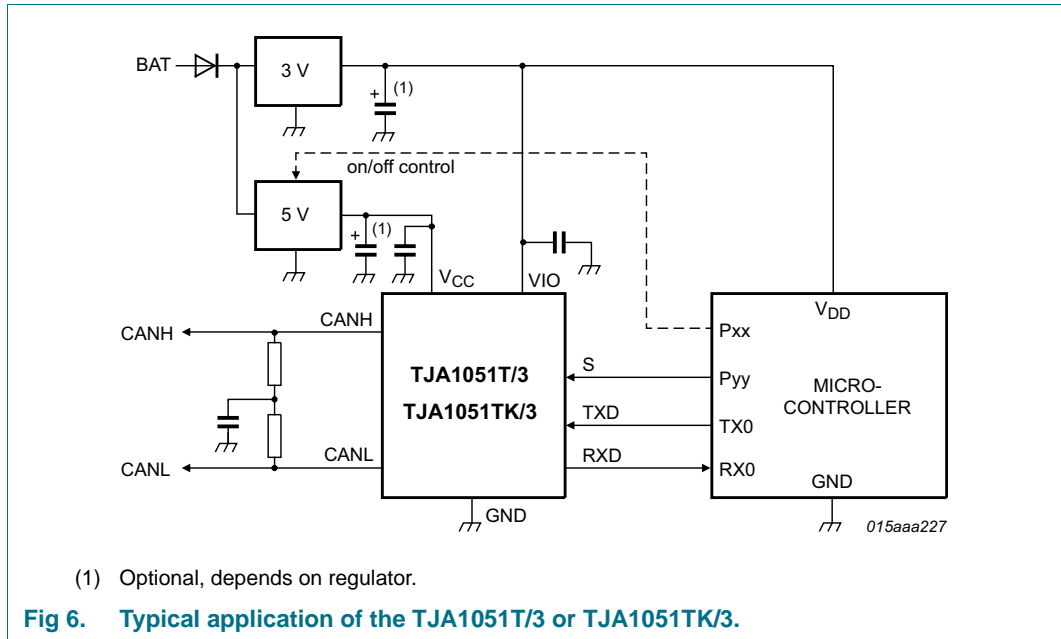 BAT
3 V
+ (1)
on/off control
5 V
+ (1)
VCC
VIO
VDD
CANH
CANH
Pxx
TJA1051T/3
S
Pyy
MICRO-
TJA1051TK/3
TXD
CONTROLLER
TX0
CANL
CANL
RXD
RX0
GND
GND
015aaa227
(1) Optional, depends on regulator.
Fig 6. Typical application of the TJA1051T/3 or TJA1051TK/3.